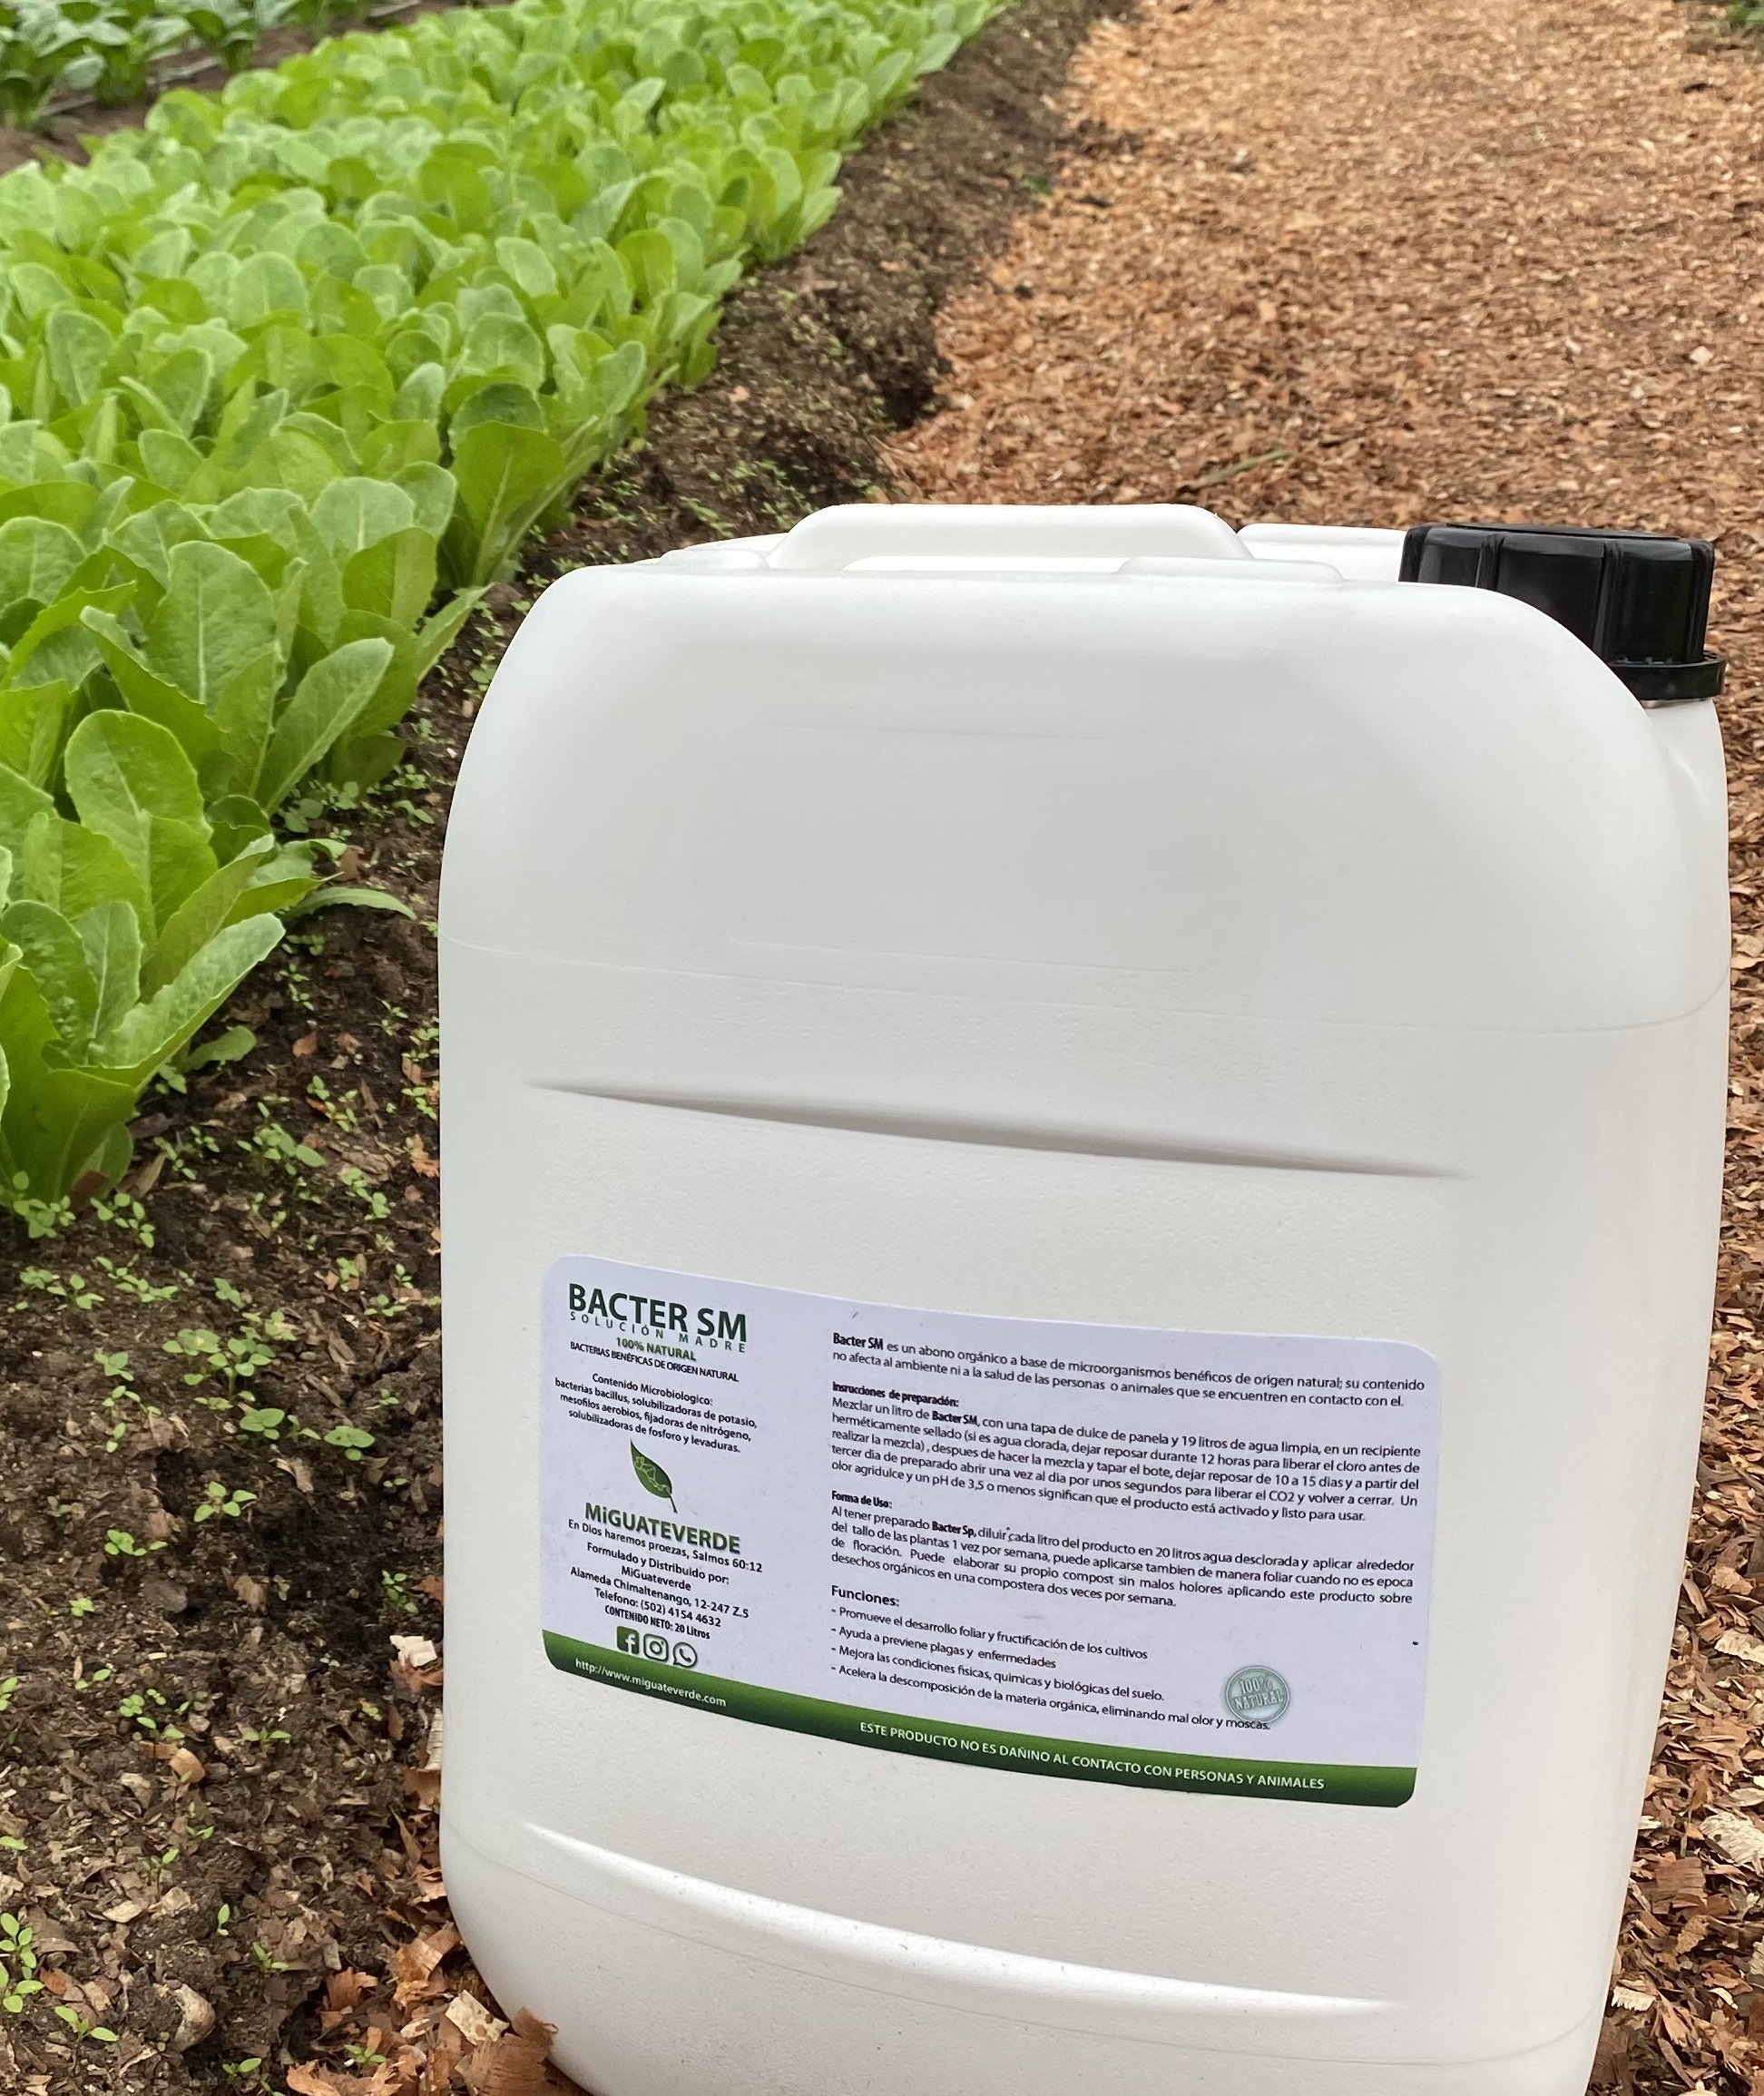 BACTER SM
SOLUCIÓN MADRE
100% NATURAL
BACTERIAS BENÉFICAS DE ORIGEN NATURAL
Contenido Microbiologico:
bacterias bacillus, solubilizadoras de potasio,
mesofilos aerobios, fijadoras de nitrógeno,
solubilizadoras de fosforo y levaduras.
MiGUATEVERDE
En Dios haremos proezas, Salmos 60:12
Formulado y Distribuido por:
MiGuateverde
Alameda Chimaltenango, 12-247 Z.5
Telefono: (502) 4154 4632
CONTENIDO NETO: 20 Litros
http://www.miguateverde.com
Bacter SM es un abono orgánico a base de microorganismos benéficos de origen natural; su contenido
no afecta al ambiente ni a la salud de las personas o animales que se encuentren en contacto con el.
Insrucciones de preparación:
Mezclar un litro de Bacter SM, con una tapa de dulce de panela y 19 litros de agua limpia, en un recipiente
herméticamente sellado (si es agua clorada, dejar reposar durante 12 horas para liberar el cloro antes de
realizar la mezcla) , despues de hacer la mezcla y tapar el bote, dejar reposar de 10 a 15 dias y a partir del
tercer dia de preparado abrir una vez al dia por unos segundos para liberar el CO2 y volver a cerrar. Un
olor agridulce y un pH de 3,5 o menos significan que el producto está activado y listo para usar.
Forma de Uso:
Al tener preparado Bacter Sp, diluir cada litro del producto en 20 litros agua desclorada y aplicar alrededor
del tallo de las plantas 1 vez por semana, puede aplicarse tambien de manera foliar cuando no es epoca
de floración. Puede elaborar su propio compost sin malos holores aplicando este producto sobre
desechos orgánicos en una compostera dos veces por semana.
Funciones:
- Promueve el desarrollo foliar y fructificación de los cultivos
- Ayuda a previene plagas y enfermedades
- Mejora las condiciones fisicas, quimicas y biológicas del suelo.
- Acelera la descomposición de la materia orgánica, eliminando mal olor y moscas.
100%
NATURAL
ESTE PRODUCTO NO ES DAÑINO AL CONTACTO CON PERSONAS Y ANIMALES